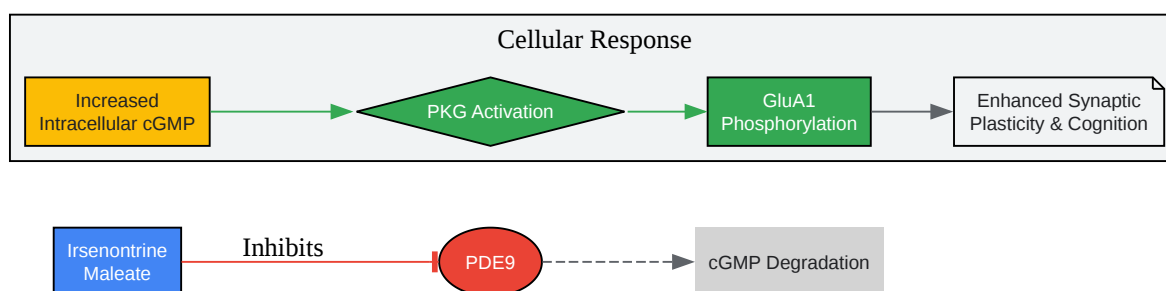 Cellular Response
Increased
Intracellular cGMP
PKG Activation
GluA1
Phosphorylation
Enhanced Synaptic
Plasticity & Cognition
Irsenontrine
Maleate
Inhibits
PDE9
cGMP Degradation